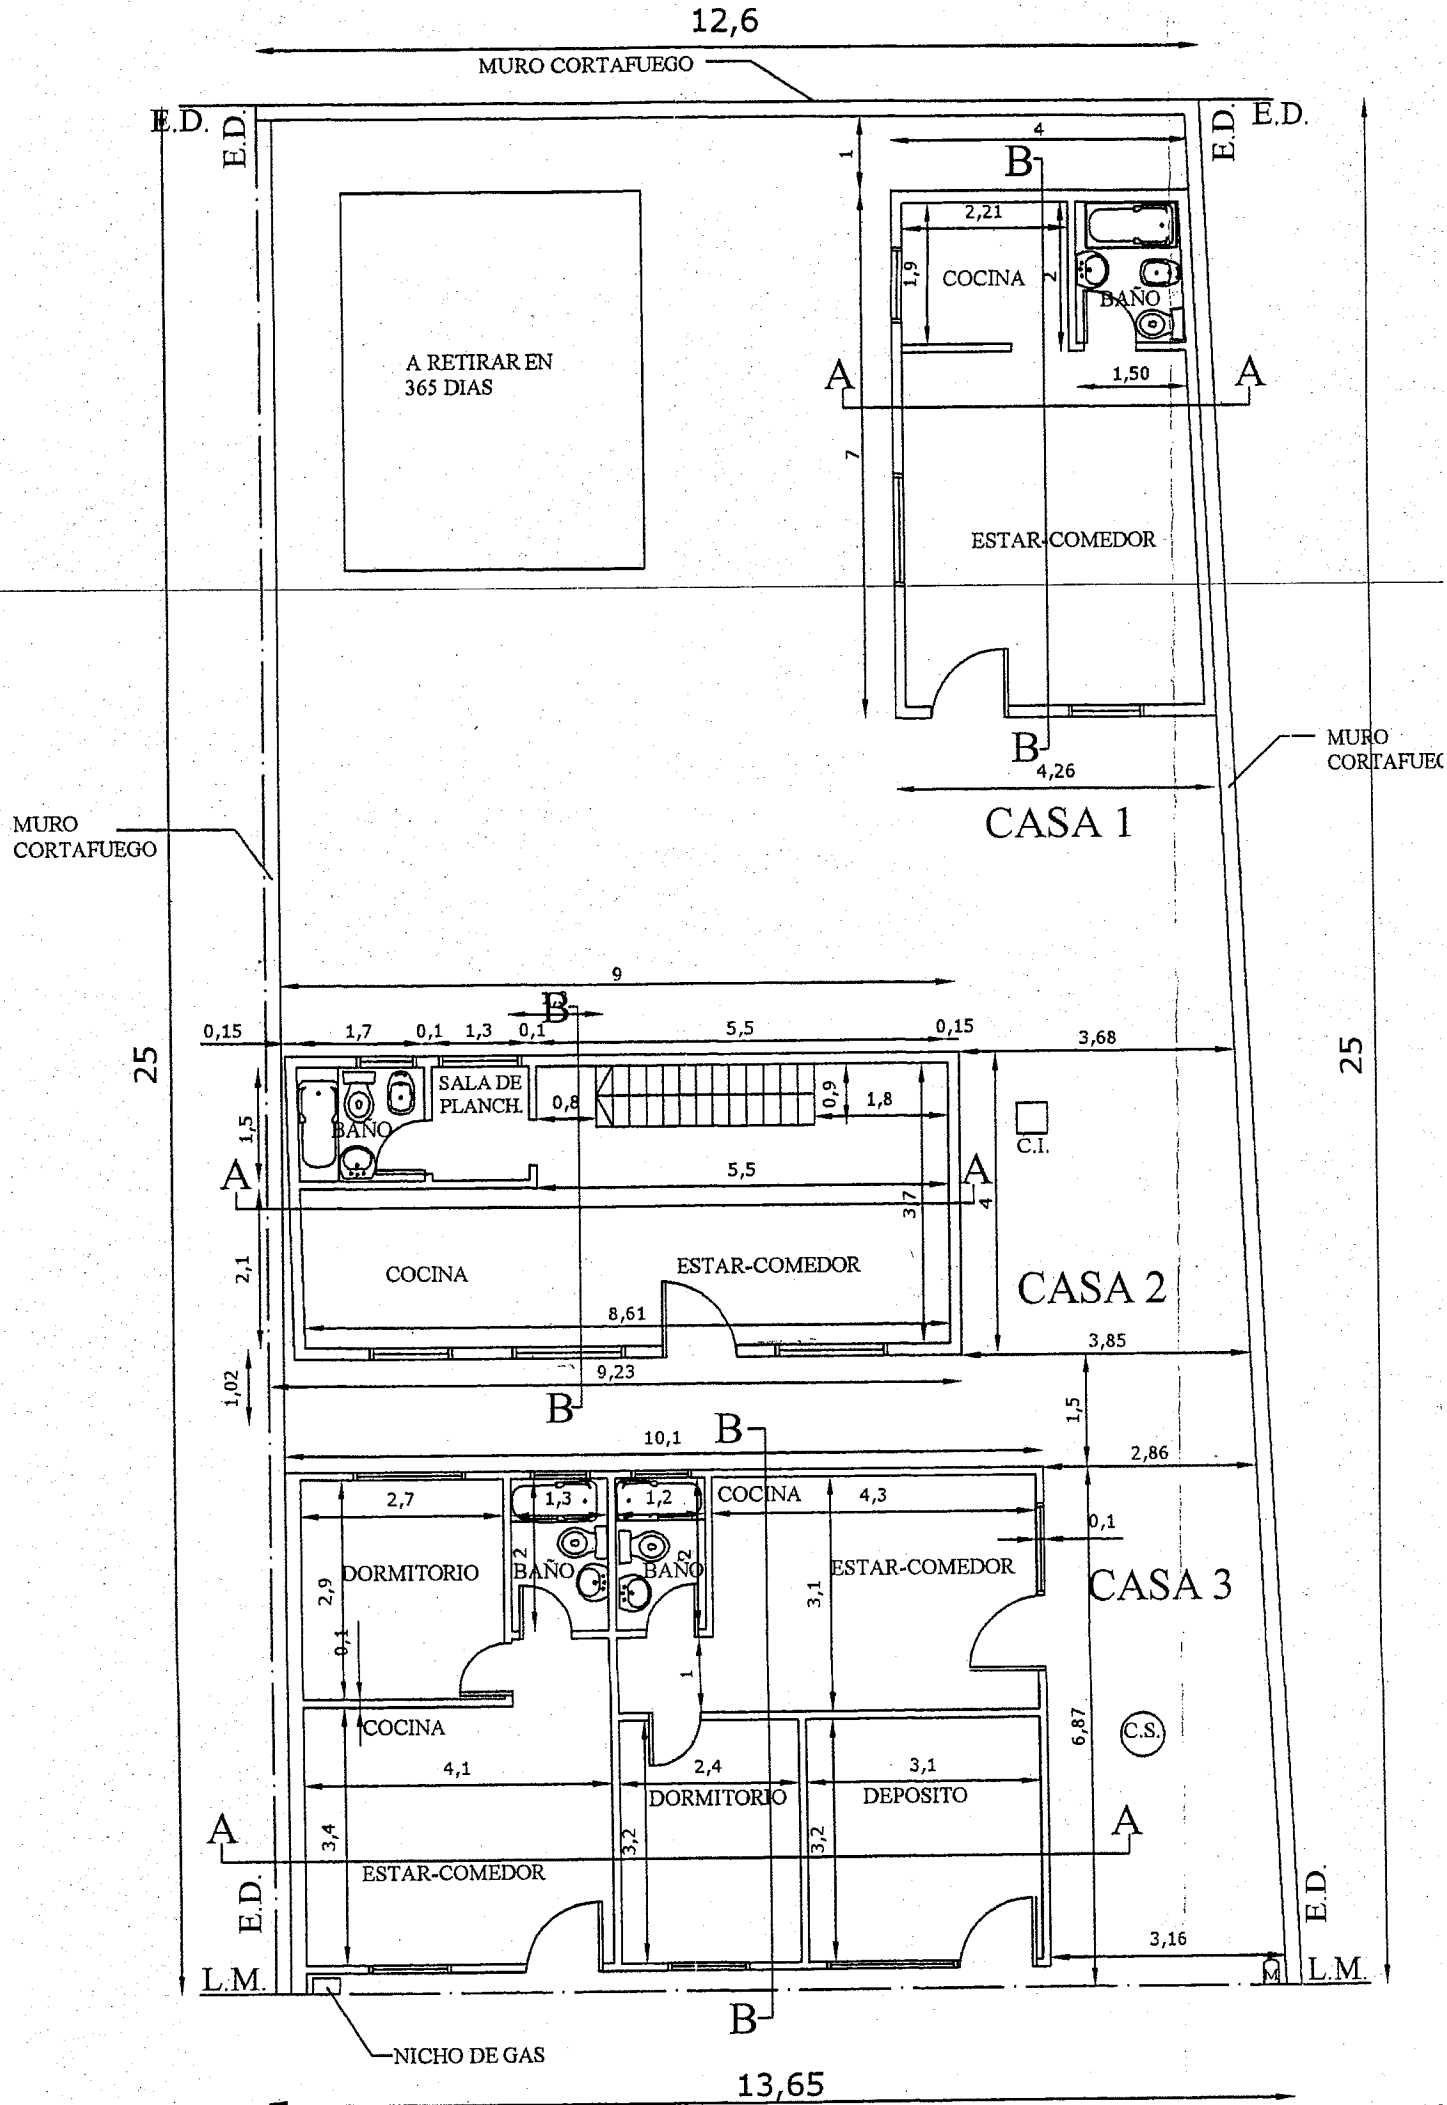 12,6
MURO CORTAFUEGO
E.D.
E.D.
E.D.
E.D.
4
1
B
2,21
1,9
COCINA
2
BAÑO
A RETIRAR EN
365 DIAS
A
A
1,50
7
ESTAR-COMEDOR
B
4,26
MURO
CORTAFUEG
CASA 1
MURO
CORTAFUEGO
9
B
0,15
1,7
0,1
1,3
0,1
5,5
0,15
3,68
25
25
SALA DE
PLANCH.
0,8
0,9
1,8
1,5
BAÑO
C.I.
A
A
5,5
3,7
4
2,1
COCINA
ESTAR-COMEDOR
CASA 2
8,61
3,85
1,02
9,23
B
1,5
10,1
B
2,86
2,7
1,3
1,2
COCINA
4,3
0,1
2
2
DORMITORIO
BAÑO
BAÑO
ESTAR-COMEDOR
CASA 3
2,9
3,1
0,1
1
COCINA
6,87
C.S.
4,1
2,4
3,1
DORMITORIO
DEPOSITO
A
A
3,4
3,2
3,2
ESTAR-COMEDOR
E.D.
E.D.
3,16
L.M.
M
L.M.
B
NICHO DE GAS
13,65